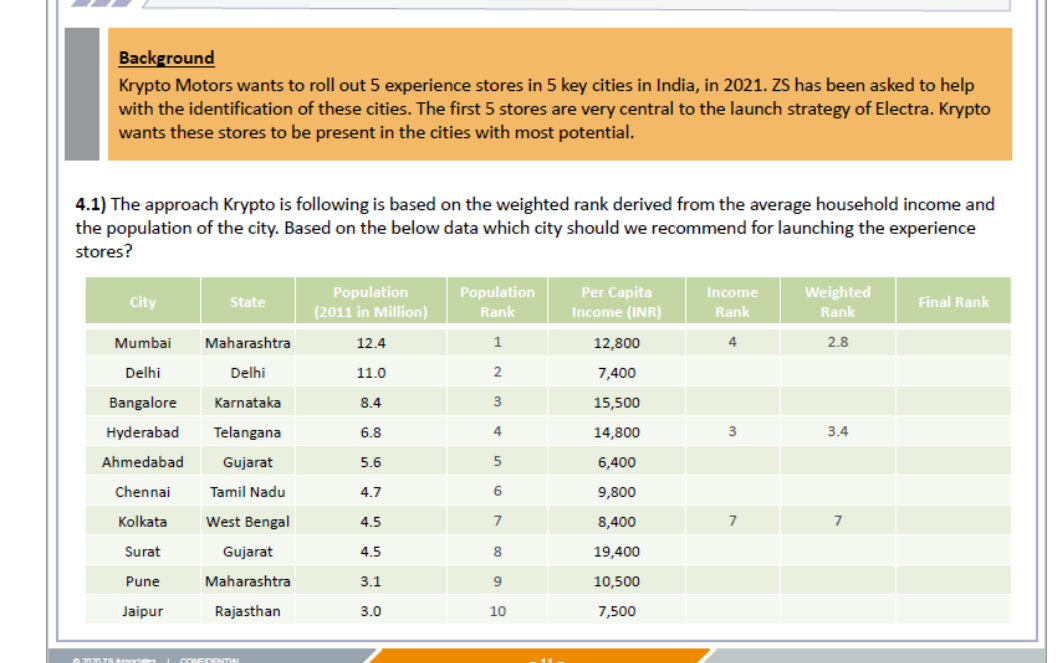 Background
Krypto Motors wants to roll out 5 experience stores in 5 key cities in India, in 2021. ZS has been asked to help
with the identification of these cities. The first 5 stores are very central to the launch strategy of Electra. Krypto
wants these stores to be present in the cities with most potential.
4.1) The approach Krypto is following is based on the weighted rank derived from the average household income and
the population of the city. Based on the below data which city should we recommend for launching the experience
stores?
City State Population (2011 in Million) Population Rank Per Capita Income (INR) Income Rank Weighted Rank Final Rank
Mumbai Maharashtra 12.4 1 12,800 4 2.8
Delhi Delhi 11.0 2 7,400
Bangalore Karnataka 8.4 3 15,500
Hyderabad Telangana 6.8 4 14,800 3 3.4
Ahmedabad Gujarat 5.6 5 6,400
Chennai Tamil Nadu 4.7 6 9,800
Kolkata West Bengal 4.5 7 8,400 7 7
Surat Gujarat 4.5 8 19,400
Pune Maharashtra 3.1 9 10,500
Jaipur Rajasthan 3.0 10 7,500
© 2020 ZS Associates | CONFIDENTIAL
- 11 -